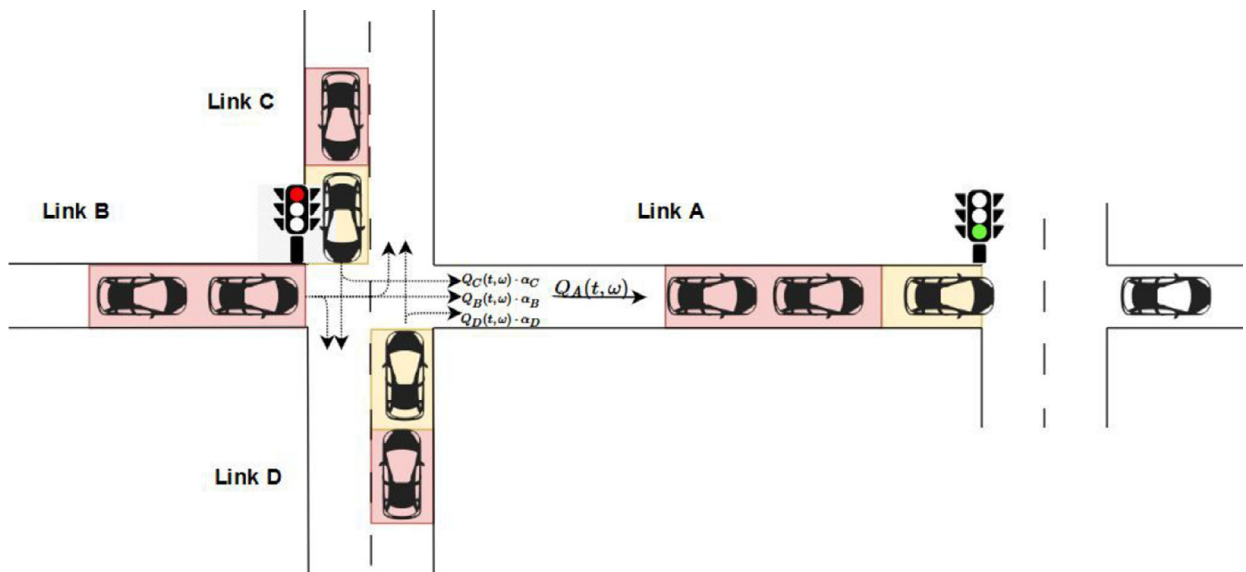 Link C
Link B
Link A
Q_C(t,ω)·α_C
Q_B(t,ω)·α_B
Q_A(t,ω)
Q_D(t,ω)·α_D
Link D